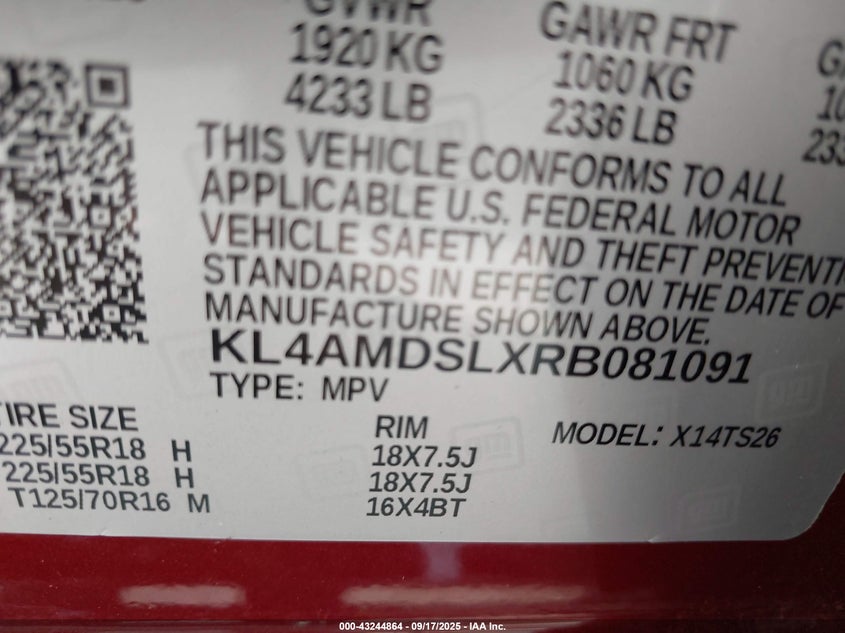 GVWR
1920 KG
4233 LB
GAWR FRT
1060 KG
2336 LB
THIS VEHICLE CONFORMS TO ALL
APPLICABLE U.S. FEDERAL MOTOR
VEHICLE SAFETY AND THEFT PREVENTI
STANDARDS IN EFFECT ON THE DATE OF
MANUFACTURE SHOWN ABOVE.
KL4AMDSLXRB081091
TYPE: MPV
TIRE SIZE
225/55R18 H
225/55R18 H
T125/70R16 M
RIM
18X7.5J
18X7.5J
16X4BT
MODEL: X14TS26
000-43244864 - 09/17/2025 - IAA Inc.